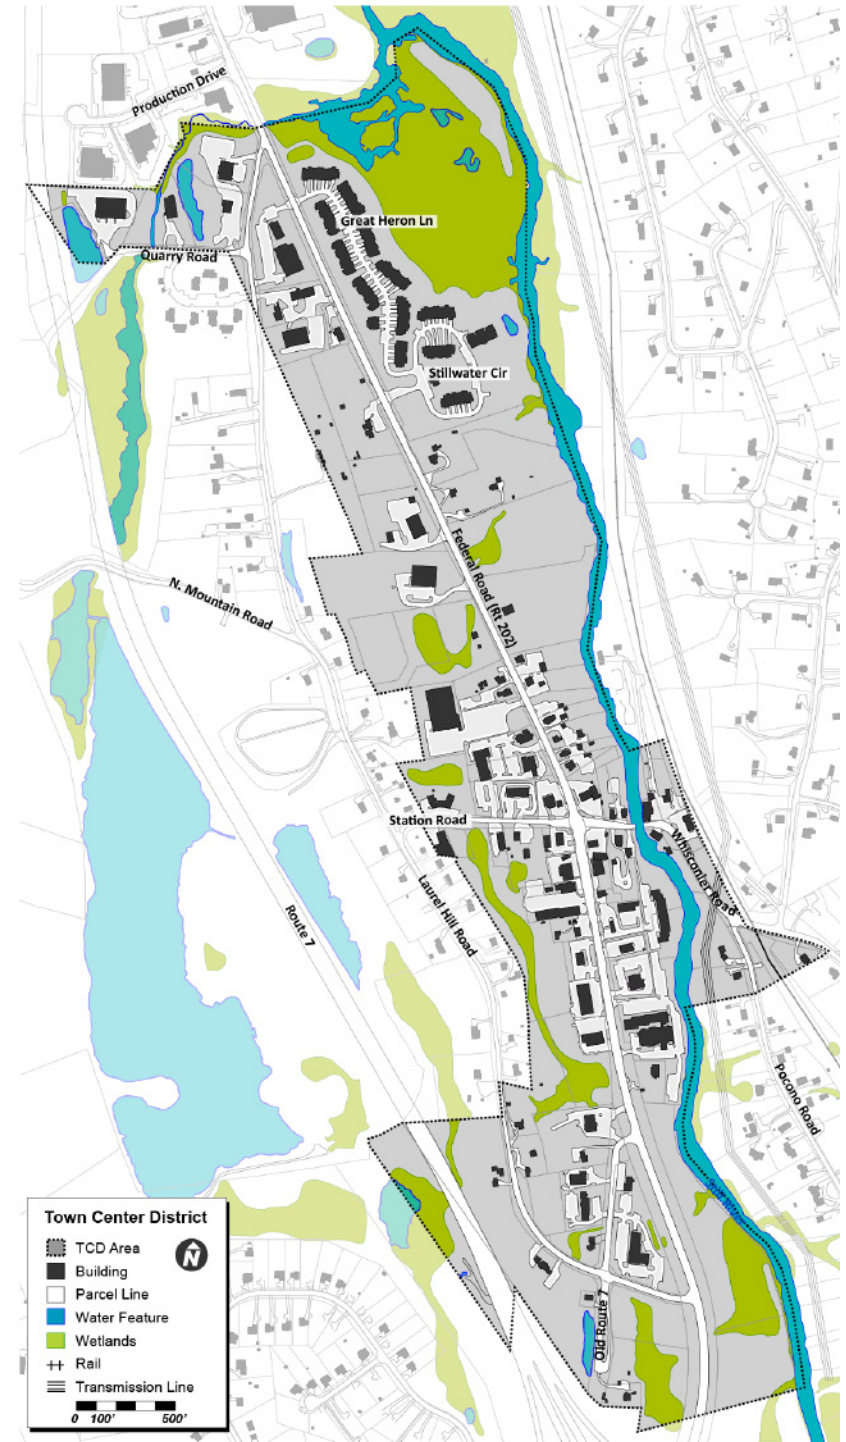 Production Drive
Great Heron Ln
Quarry Road
Stillwater Cir
Federal Road (Rt 202)
N. Mountain Road
Station Road
Whisconier Road
Laurel Hill Road
Route 7
Pocono Road
Old Route 7
Town Center District
TCD Area
N
Building
Parcel Line
Water Feature
Wetlands
Rail
Transmission Line
0 100' 500'